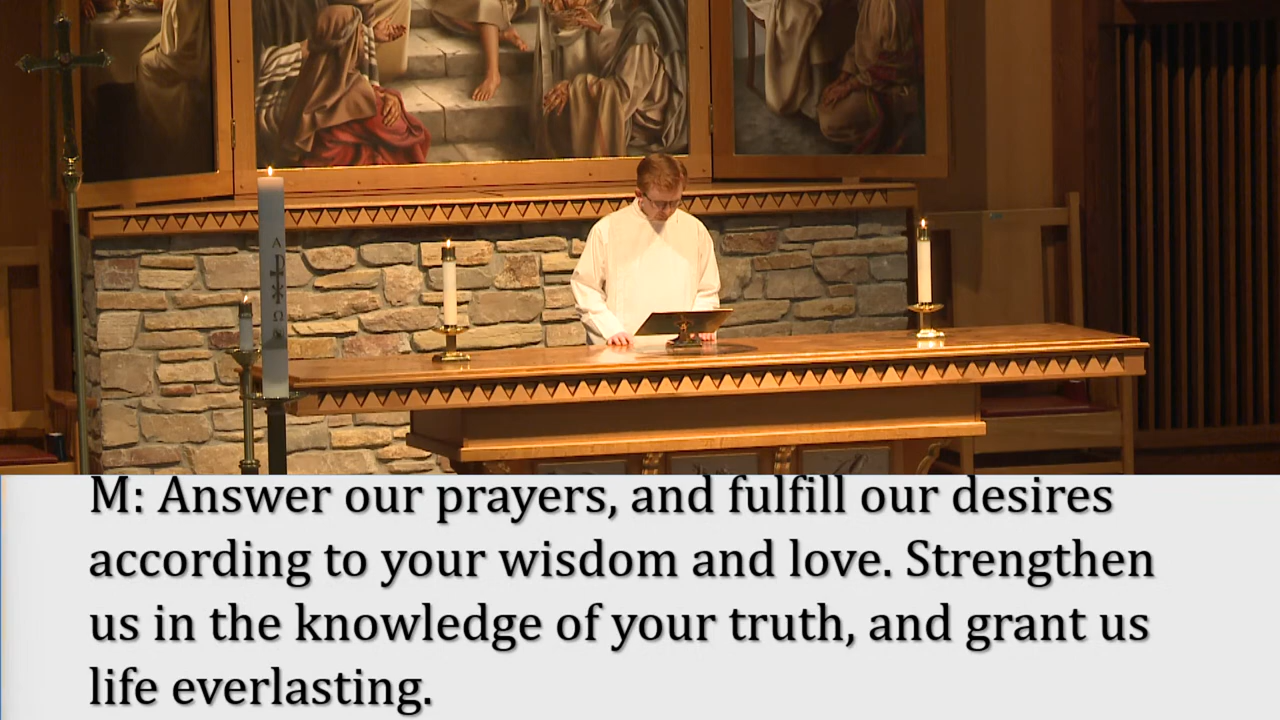 Α
Ω
M: Answer our prayers, and fulfill our desires
according to your wisdom and love. Strengthen
us in the knowledge of your truth, and grant us
life everlasting.